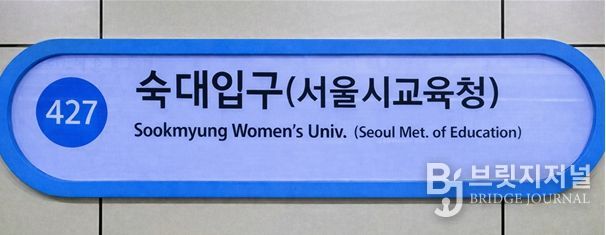 427
숙대입구(서울시교육청)
Sookmyung Women's Univ. (Seoul Met. of Education)
BJ 브릿지저널
BRIDGE JOURNAL